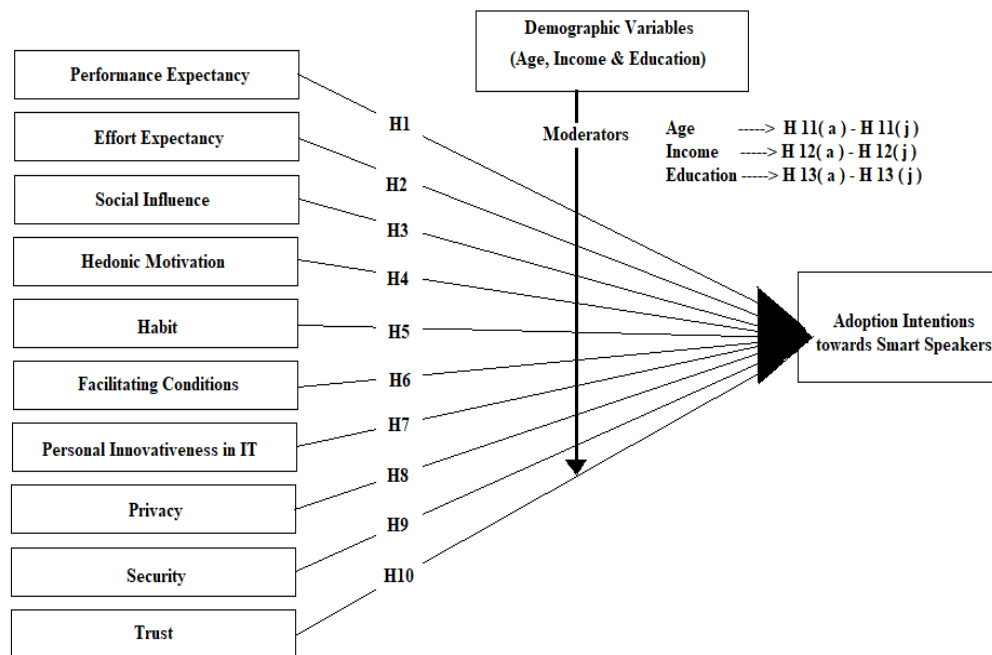 Demographic Variables
(Age, Income & Education)
Performance Expectancy
Effort Expectancy
Social Influence
Hedonic Motivation
Habit
Facilitating Conditions
Personal Innovativeness in IT
Privacy
Security
Trust
H1
H2
H3
H4
H5
H6
H7
H8
H9
H10
Moderators
Age -----> H 11( a ) - H 11( j )
Income -----> H 12( a ) - H 12( j )
Education -----> H 13( a ) - H 13 ( j )
Adoption Intentions
towards Smart Speakers